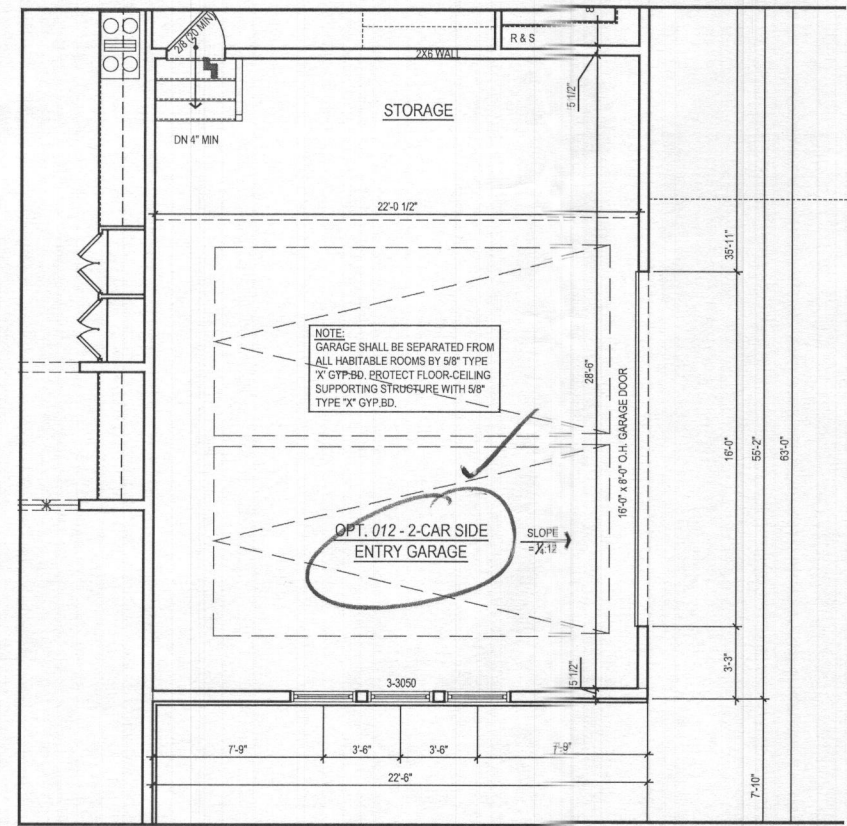 2/8 (20 MIN)
R & S
2X6 WALL
5 1/2"
STORAGE
DN 4" MIN
22'-0 1/2"
35'-11"
NOTE:
GARAGE SHALL BE SEPARATED FROM
ALL HABITABLE ROOMS BY 5/8" TYPE
'X' GYP.BD. PROTECT FLOOR-CEILING
SUPPORTING STRUCTURE WITH 5/8"
TYPE "X" GYP.BD.
28'-6"
16'-0" x 8'-0" O.H. GARAGE DOOR
16'-0"
55'-2"
63'-0"
OPT. 012 - 2-CAR SIDE
ENTRY GARAGE
SLOPE
= 1/4:12
3'-3"
5 1/2"
3-3050
7'-9"
3'-6"
3'-6"
7'-9"
22'-6"
7'-10"